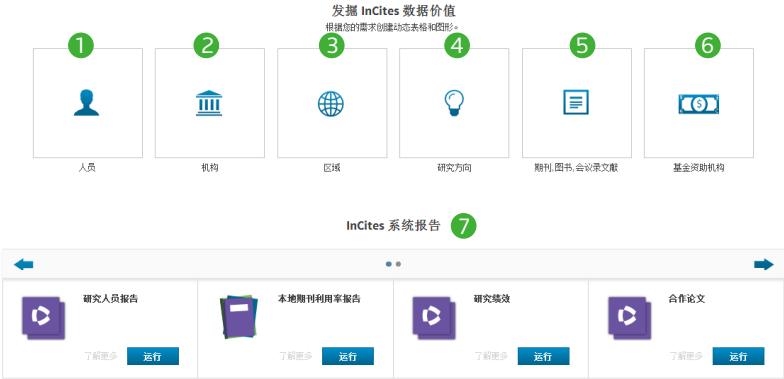 发掘 InCites 数据价值
根据您的需求创建动态表格和图形。
1 2 3 4 5 6
$
人员 机构 区域 研究方向 期刊,图书,会议录文献 基金资助机构
InCites 系统报告 7
研究人员报告 本地期刊利用率报告 研究绩效 合作论文
了解更多 运行 了解更多 运行 了解更多 运行 了解更多 运行